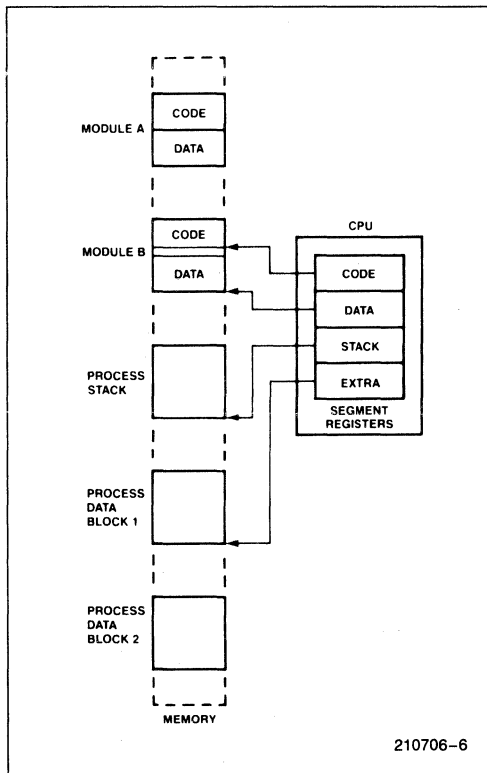 MODULE A
CODE
DATA
MODULE B
CODE
DATA
PROCESS
STACK
PROCESS
DATA
BLOCK 1
PROCESS
DATA
BLOCK 2
MEMORY
CPU
CODE
DATA
STACK
EXTRA
SEGMENT
REGISTERS
210706-6